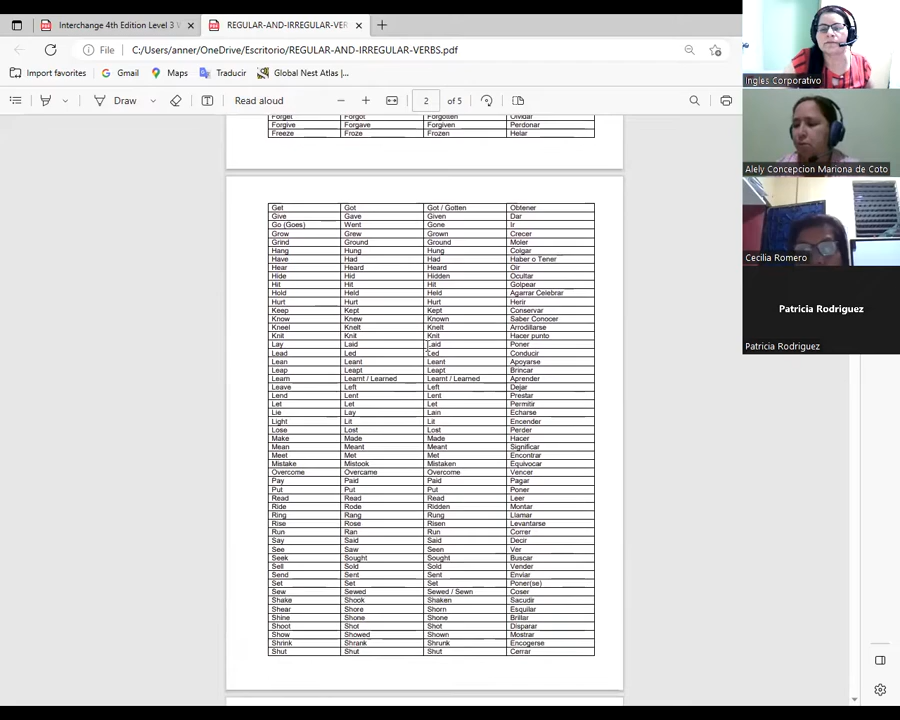 Interchange 4th Edition Level 3 W
REGULAR-AND-IRREGULAR-VER
File
C:/Users/anner/OneDrive/Escritorio/REGULAR-AND-IRREGULAR-VERBS.pdf
Import favorites Gmail Maps Traducir Global Nest Atlas |...
Draw Read aloud 2 of 5
Forget Forgot Forgotten Olvidar
Forgive Forgave Forgiven Perdonar
Freeze Froze Frozen Helar
Get Got Got / Gotten Obtener
Give Gave Given Dar
Go (Goes) Went Gone Ir
Grow Grew Grown Crecer
Grind Ground Ground Moler
Hang Hung Hung Colgar
Have Had Had Haber o Tener
Hear Heard Heard Oir
Hide Hid Hidden Ocultar
Hit Hit Hit Golpear
Hold Held Held Agarrar Celebrar
Hurt Hurt Hurt Herir
Keep Kept Kept Conservar
Know Knew Known Saber Conocer
Kneel Knelt Knelt Arrodillarse
Knit Knit Knit Hacer punto
Lay Laid Laid Poner
Lead Led Led Conducir
Lean Leant Leant Apoyarse
Leap Leapt Leapt Brincar
Learn Learnt / Learned Learnt / Learned Aprender
Leave Left Left Dejar
Lend Lent Lent Prestar
Let Let Let Permitir
Lie Lay Lain Echarse
Light Lit Lit Encender
Lose Lost Lost Perder
Make Made Made Hacer
Mean Meant Meant Significar
Meet Met Met Encontrar
Mistake Mistook Mistaken Equivocar
Overcome Overcame Overcome Vencer
Pay Paid Paid Pagar
Put Put Put Poner
Read Read Read Leer
Ride Rode Ridden Montar
Ring Rang Rung Llamar
Rise Rose Risen Levantarse
Run Ran Run Correr
Say Said Said Decir
See Saw Seen Ver
Seek Sought Sought Buscar
Sell Sold Sold Vender
Send Sent Sent Enviar
Set Set Set Poner(se)
Sew Sewed Sewed / Sewn Coser
Shake Shook Shaken Sacudir
Shear Shore Shorn Esquilar
Shine Shone Shone Brillar
Shoot Shot Shot Disparar
Show Showed Shown Mostrar
Shrink Shrank Shrunk Encogerse
Shut Shut Shut Cerrar
Ingles Corporativo
Alely Concepcion Mariona de Coto
Cecilia Romero
Patricia Rodriguez
Patricia Rodriguez